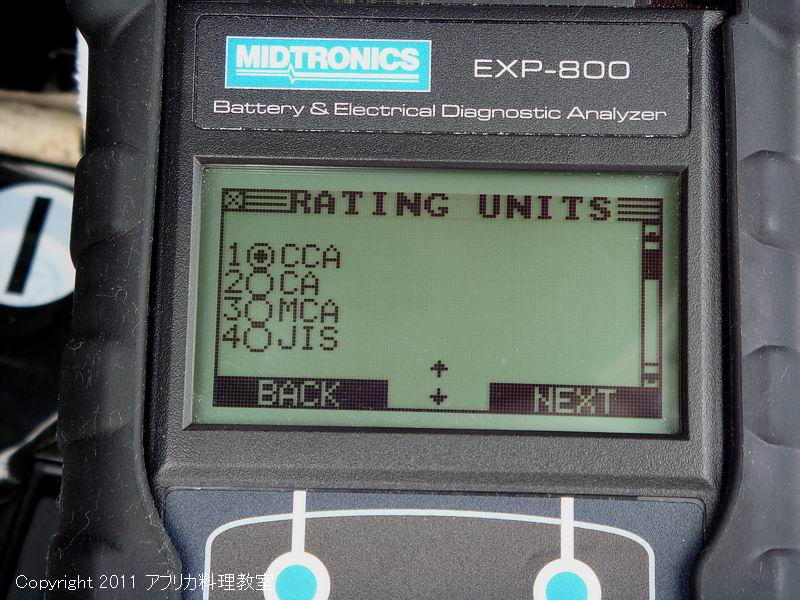 MIDTRONICS
EXP-800
Battery & Electrical Diagnostic Analyzer
RATING UNITS
1 CCA
2 CA
3 MCA
4 JIS
BACK
NEXT
Copyright 2011 アフリカ料理教室